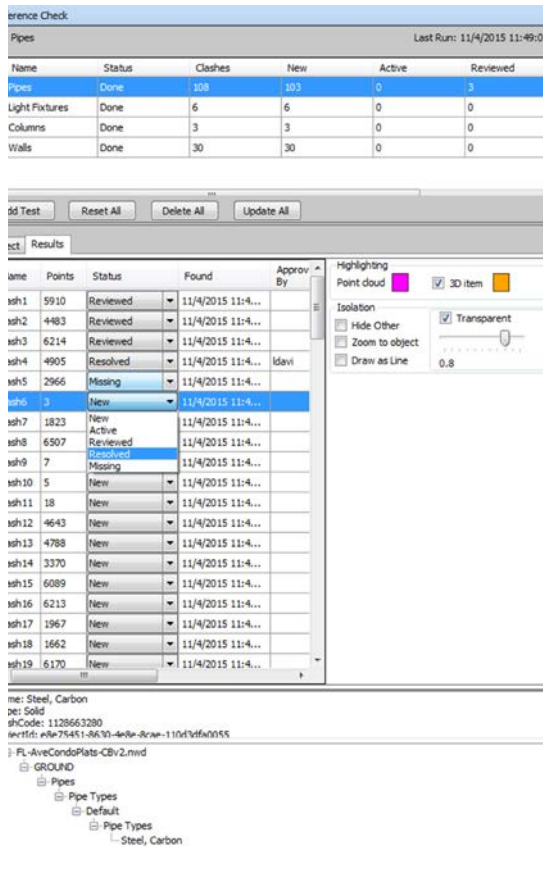 erence Check
Pipes Last Run: 11/4/2015 11:49:0
Name Status Clashes New Active Reviewed
Pipes Done 108 103 0 3
Light Fixtures Done 6 6 0 0
Columns Done 3 3 0 0
Walls Done 30 30 0 0
dd Test Reset All Delete All Update All
ect Results
ame Points Status Found Approv By
ash1 5910 Reviewed 11/4/2015 11:4...
ash2 4483 Reviewed 11/4/2015 11:4...
ash3 6214 Reviewed 11/4/2015 11:4...
ash4 4905 Resolved 11/4/2015 11:4... ldavi
ash5 2966 Missing 11/4/2015 11:4...
ash6 3 New 11/4/2015 11:4...
ash7 1823 11/4/2015 11:4...
ash8 6507 11/4/2015 11:4...
ash9 7 11/4/2015 11:4...
New
Active
Reviewed
Resolved
Missing
ash10 5 New 11/4/2015 11:4...
ash11 18 New 11/4/2015 11:4...
ash12 4643 New 11/4/2015 11:4...
ash13 4788 New 11/4/2015 11:4...
ash14 3370 New 11/4/2015 11:4...
ash15 6089 New 11/4/2015 11:4...
ash16 6213 New 11/4/2015 11:4...
ash17 1967 New 11/4/2015 11:4...
ash18 1662 New 11/4/2015 11:4...
ash19 6170 New 11/4/2015 11:4...
Highlighting
Point cloud 3D item
Isolation
Hide Other Transparent
Zoom to object
Draw as Line 0.8
me: Steel, Carbon
pe: Solid
shCode: 1128663280
jectId: e8e75451-8630-4e8e-8cae-110d3dfa0055
FL-AveCondoPlats-CBv2.nwd
GROUND
Pipes
Pipe Types
Default
Pipe Types
Steel, Carbon